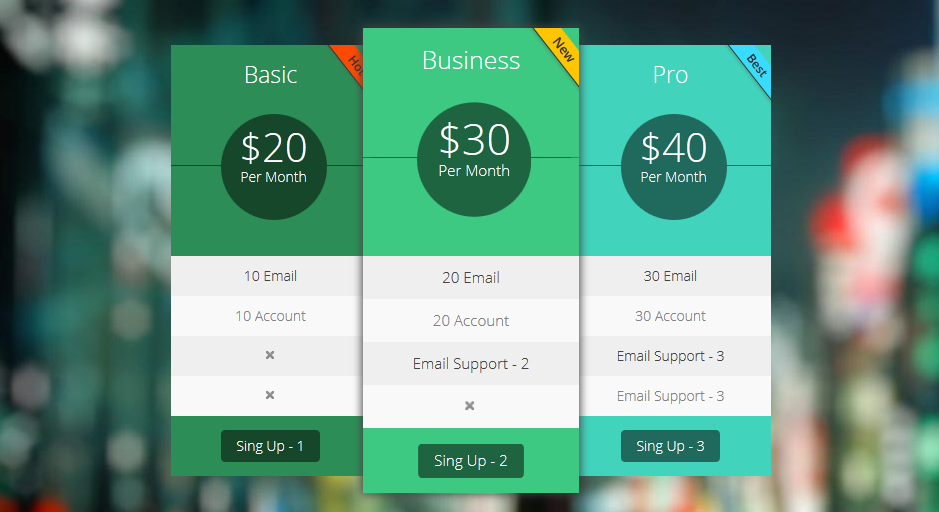 Basic
$20
Per Month
10 Email
10 Account
Sing Up - 1
Business
New
$30
Per Month
20 Email
20 Account
Email Support - 2
Sing Up - 2
Pro
Best
$40
Per Month
30 Email
30 Account
Email Support - 3
Email Support - 3
Sing Up - 3